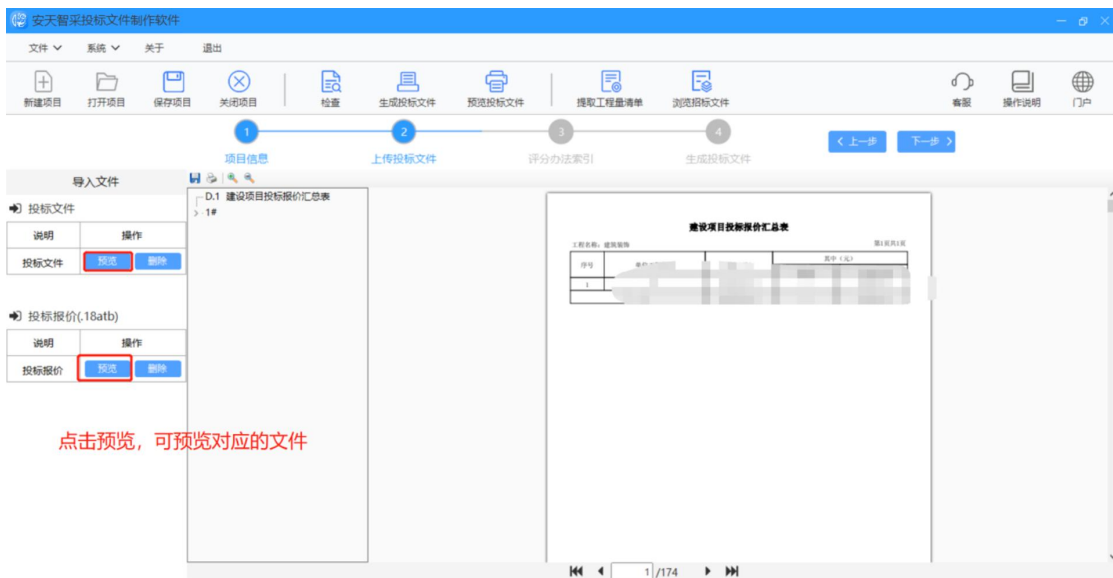 安天智采投标文件制作软件
文件 系统 关于 退出
新建项目 打开项目 保存项目 关闭项目 检查 生成投标文件 预览投标文件 提取工程量清单 浏览招标文件 客服 操作说明 门户
1 2 3 4
项目信息 上传投标文件 评分办法索引 生成投标文件
上一步 下一步
导入文件
投标文件
说明 操作
投标文件 预览 删除
投标报价(.18atb)
说明 操作
投标报价 预览 删除
点击预览，可预览对应的文件
D.1 建设项目投标报价汇总表
1#
建设项目投标报价汇总表
工程名称：建筑装饰 第1页共1页
序号 其中（元）
1
1 /174